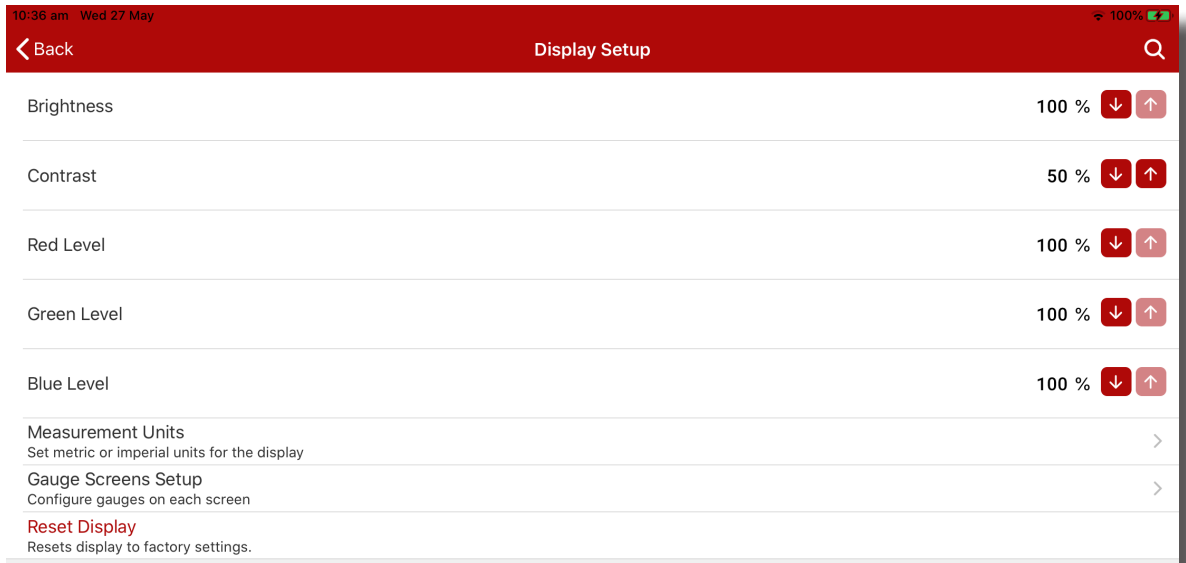 10:36 am Wed 27 May 100%
Back Display Setup
Brightness 100 %
Contrast 50 %
Red Level 100 %
Green Level 100 %
Blue Level 100 %
Measurement Units
Set metric or imperial units for the display
Gauge Screens Setup
Configure gauges on each screen
Reset Display
Resets display to factory settings.